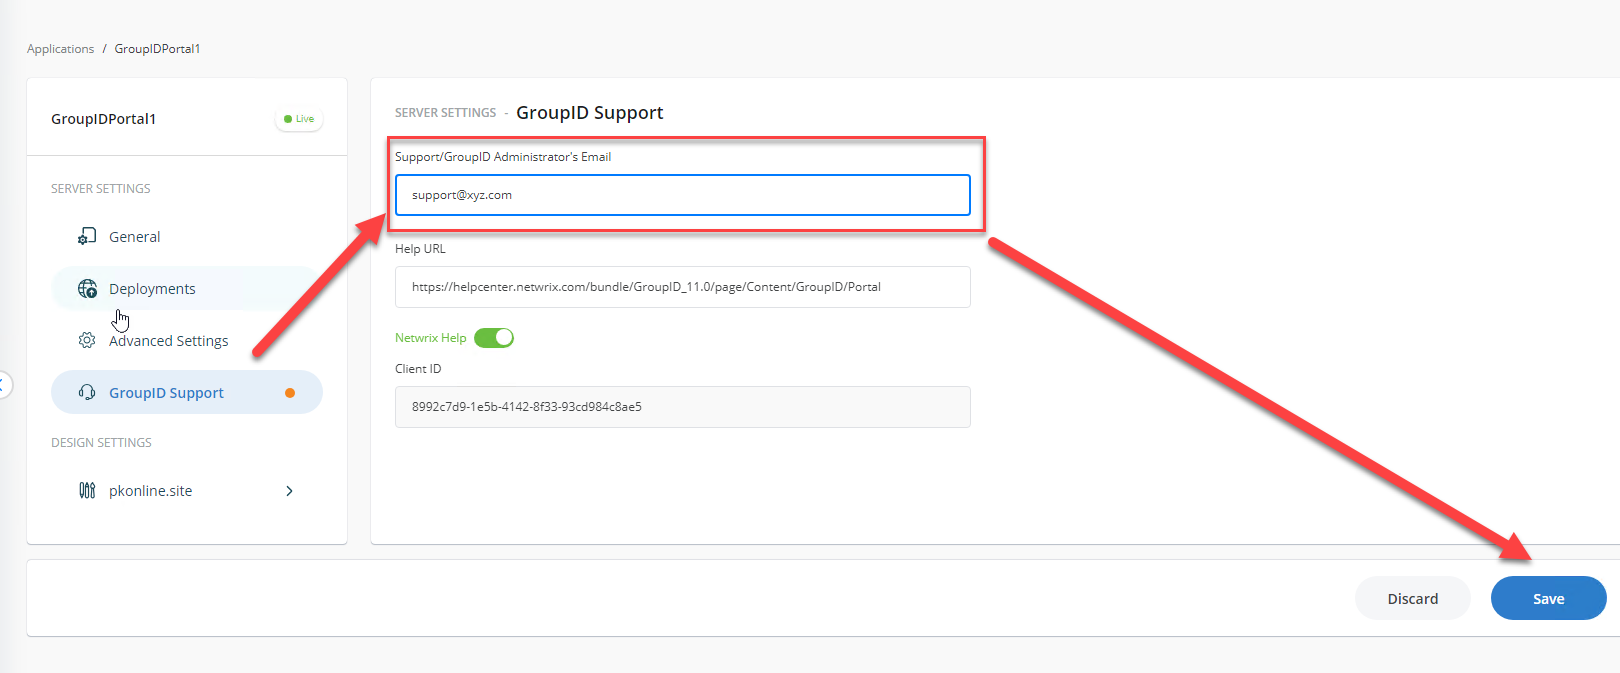 Applications / GroupIDPortal1
GroupIDPortal1
Live
SERVER SETTINGS
General
Deployments
Advanced Settings
GroupID Support
DESIGN SETTINGS
pkonline.site
SERVER SETTINGS - GroupID Support
Support/GroupID Administrator's Email
support@xyz.com
Help URL
https://helpcenter.netwrix.com/bundle/GroupID_11.0/page/Content/GroupID/Portal
Netwrix Help
Client ID
8992c7d9-1e5b-4142-8f33-93cd984c8ae5
Discard
Save